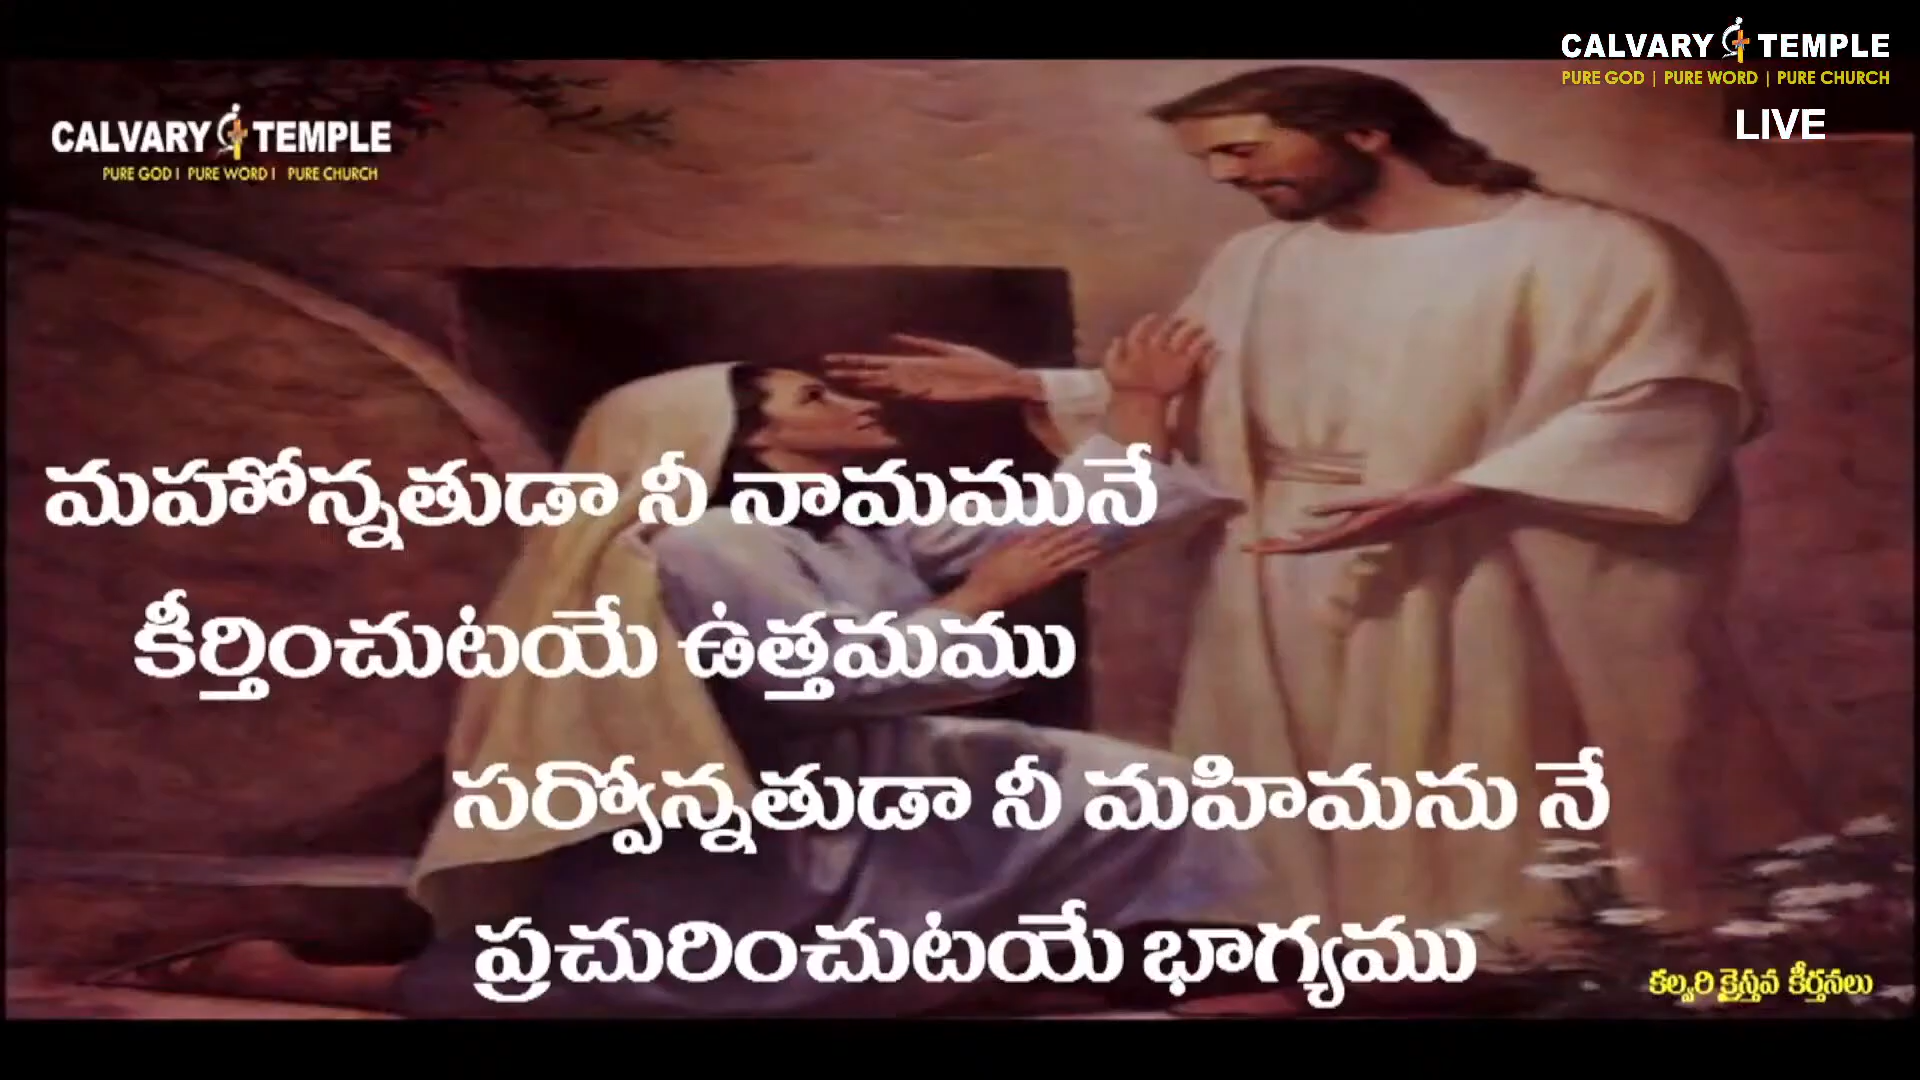 CALVARY TEMPLE
PURE GOD | PURE WORD | PURE CHURCH
LIVE
CALVARY TEMPLE
PURE GOD | PURE WORD | PURE CHURCH
మహోన్నతుడా నీ నామమునే
కీర్తించుటయే ఉత్తమము
సర్వోన్నతుడా నీ మహిమను నే
ప్రచురించుటయే భాగ్యము
కల్వరి క్రైస్తవ కీర్తనలు